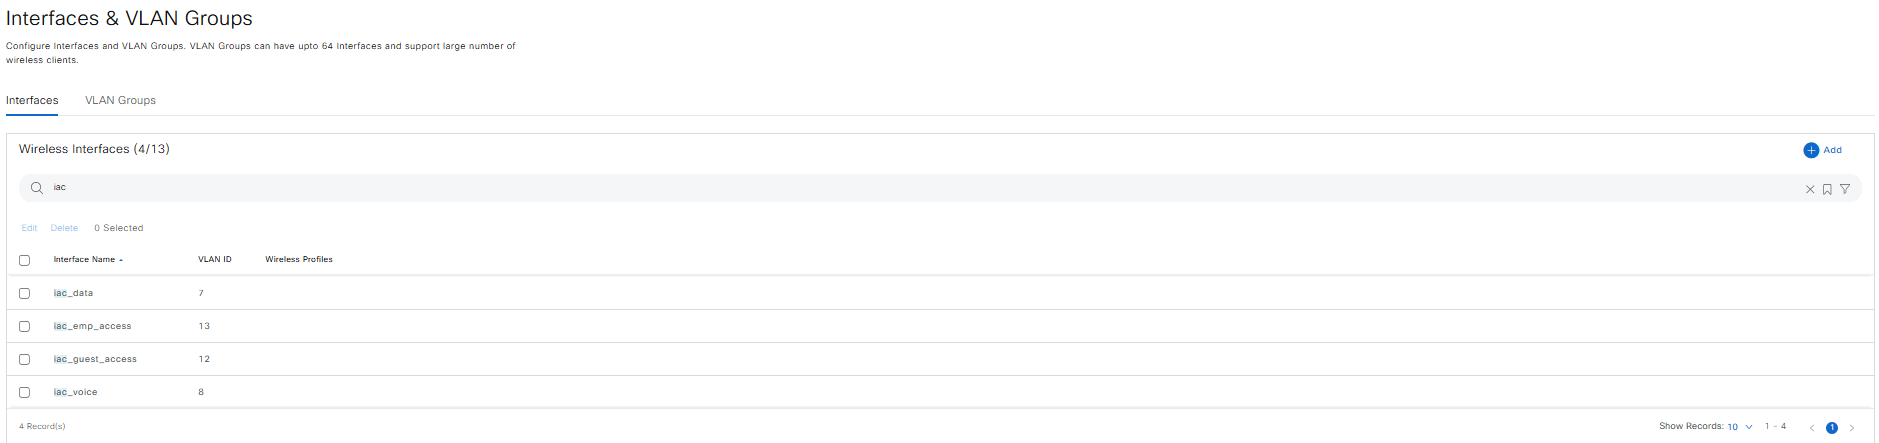 Interfaces & VLAN Groups
Configure Interfaces and VLAN Groups. VLAN Groups can have upto 64 Interfaces and support large number of
wireless clients.
Interfaces VLAN Groups
Wireless Interfaces (4/13)
Add
iac
Edit Delete 0 Selected
Interface Name VLAN ID Wireless Profiles
iac_data 7
iac_emp_access 13
iac_guest_access 12
iac_voice 8
4 Record(s)
Show Records: 10 1 - 4 1